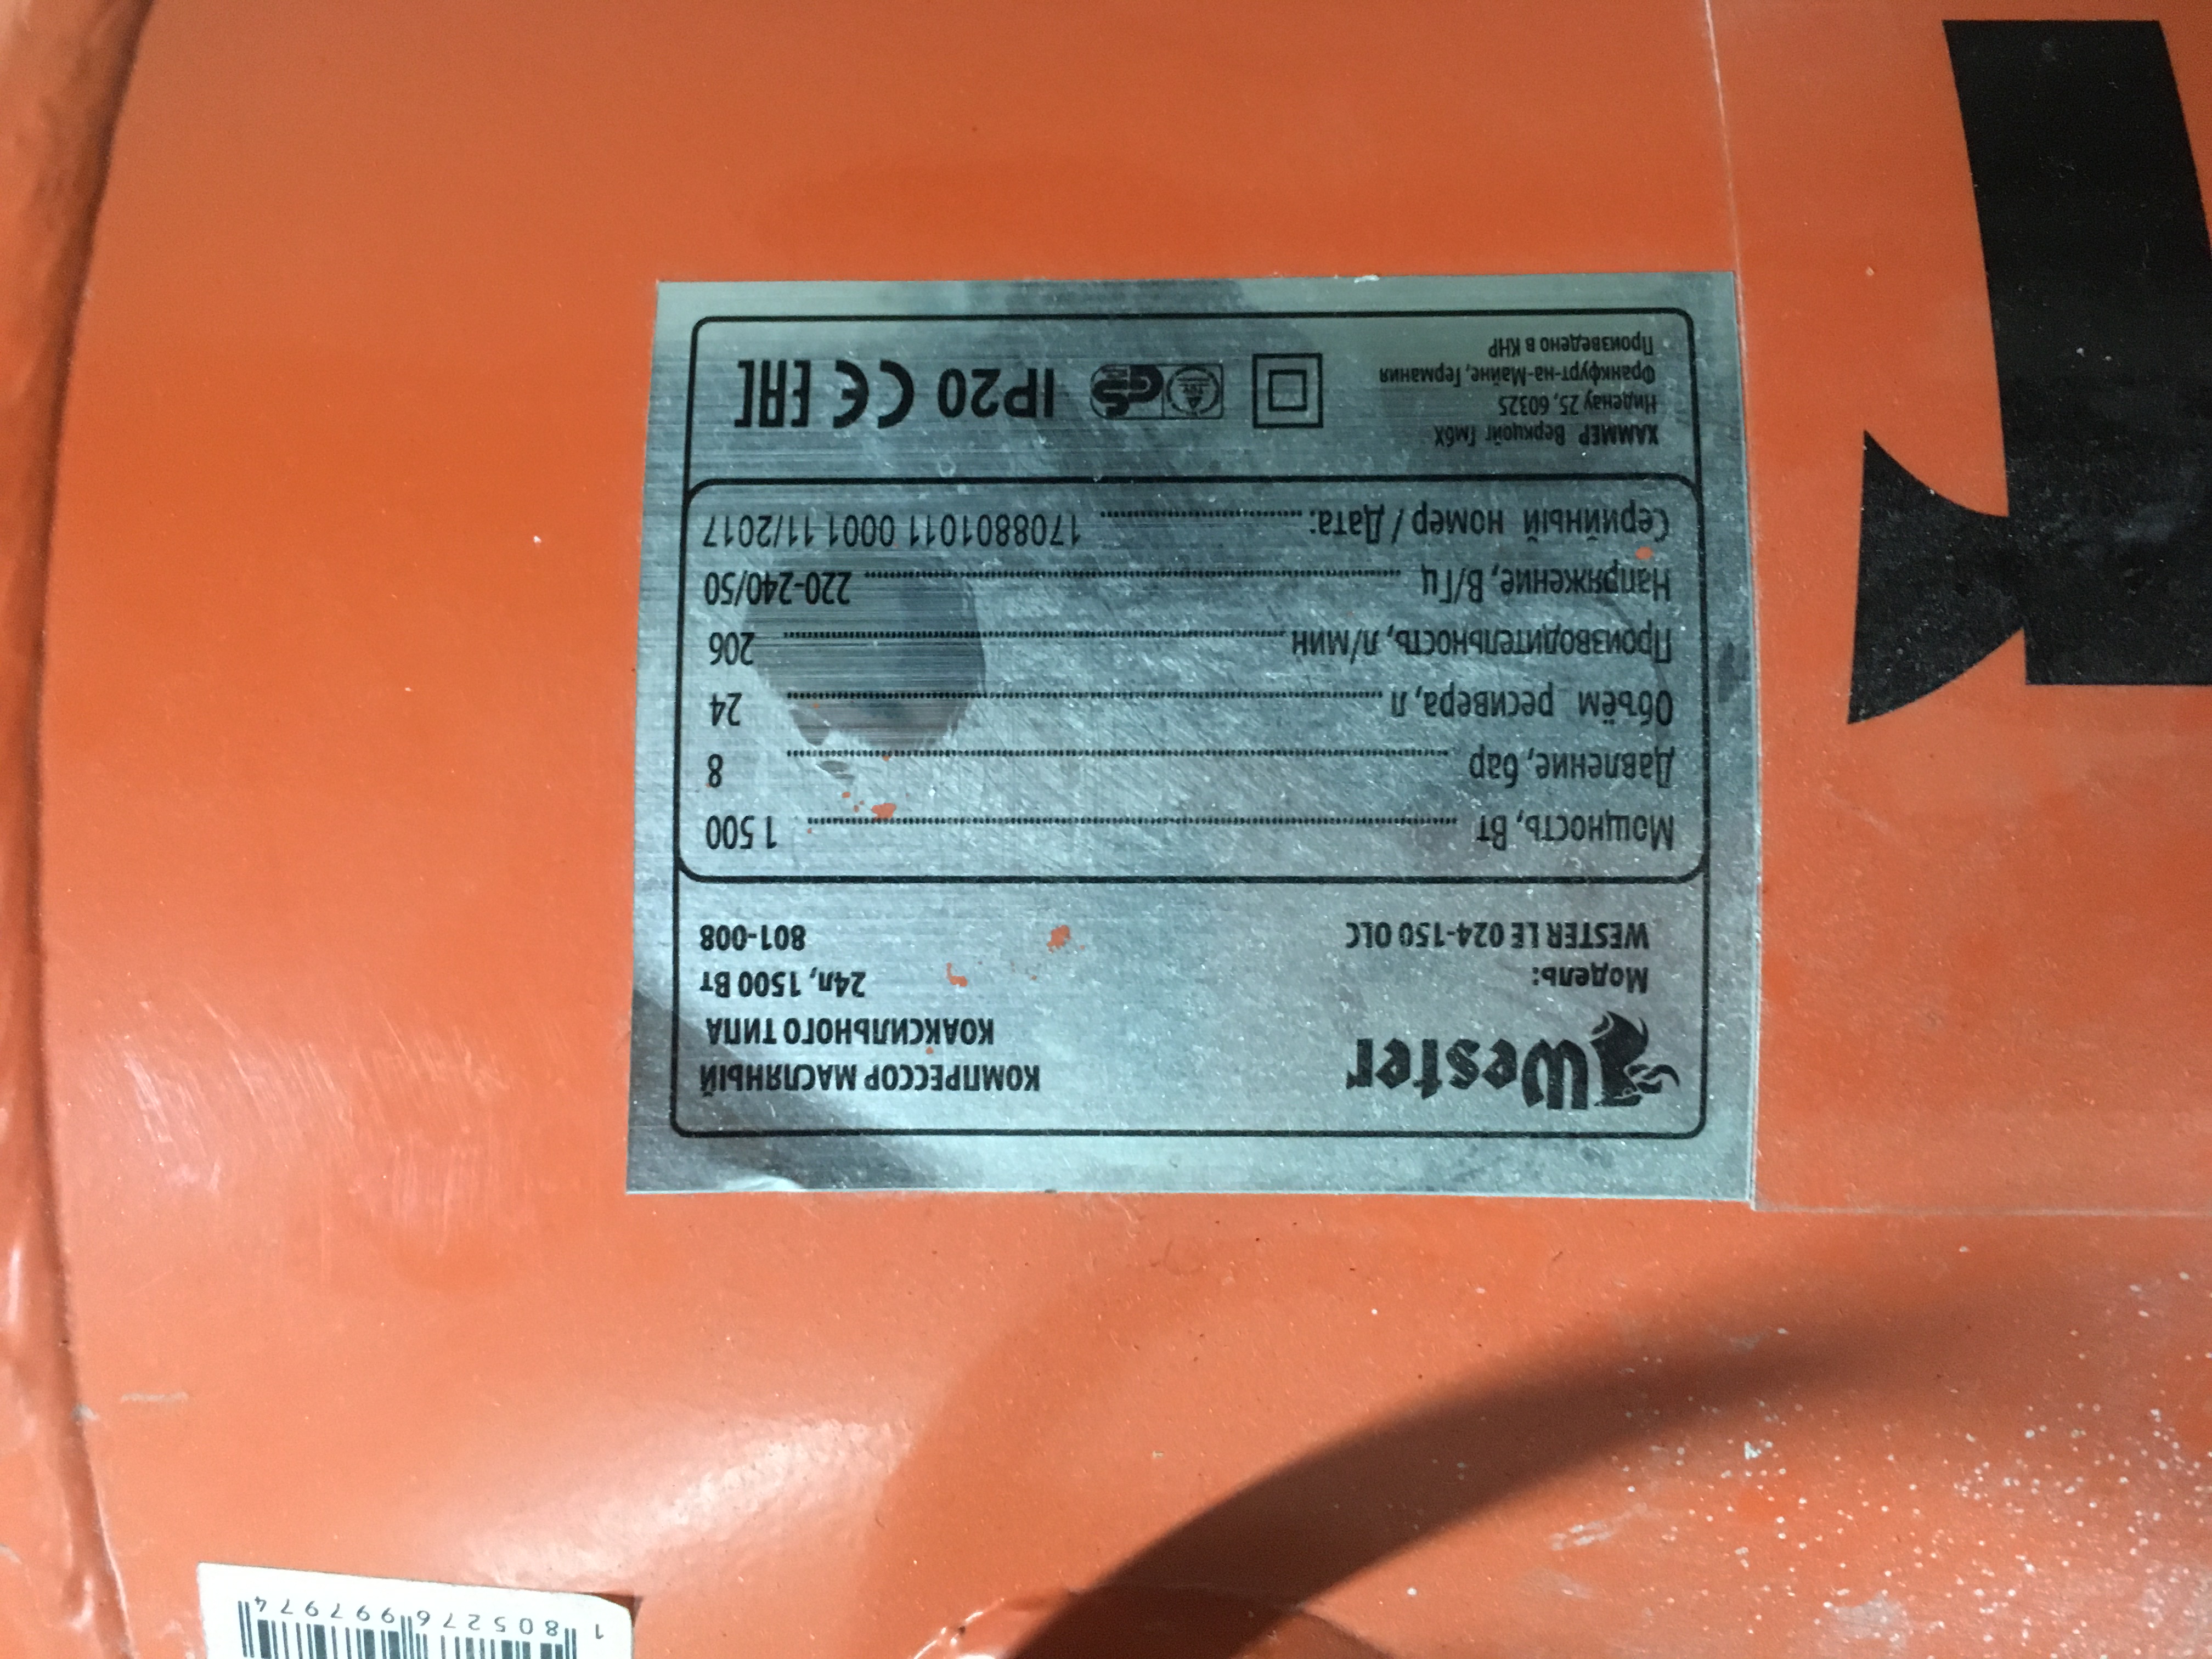 1 805276 997974
Wester
КОМПРЕССОР МАСЛЯНЫЙ
КОАКСИЛЬНОГО ТИПА
24л, 1500 Вт
801-008
Модель:
WESTER LE 024-150 OLC
Мощность, Вт 1 500
Давление, бар 8
Объём ресивера, л 24
Производительность, л/мин 206
Напряжение, В/Гц 220-240/50
Серийный номер / Дата: 1708801011 0001 11/2017
ХАММЕР Веркцойг ГмбХ
Ниденау 25, 60325
Франкфурт-на-Майне, Германия
Произведено в КНР
IP20 CE EAC
r